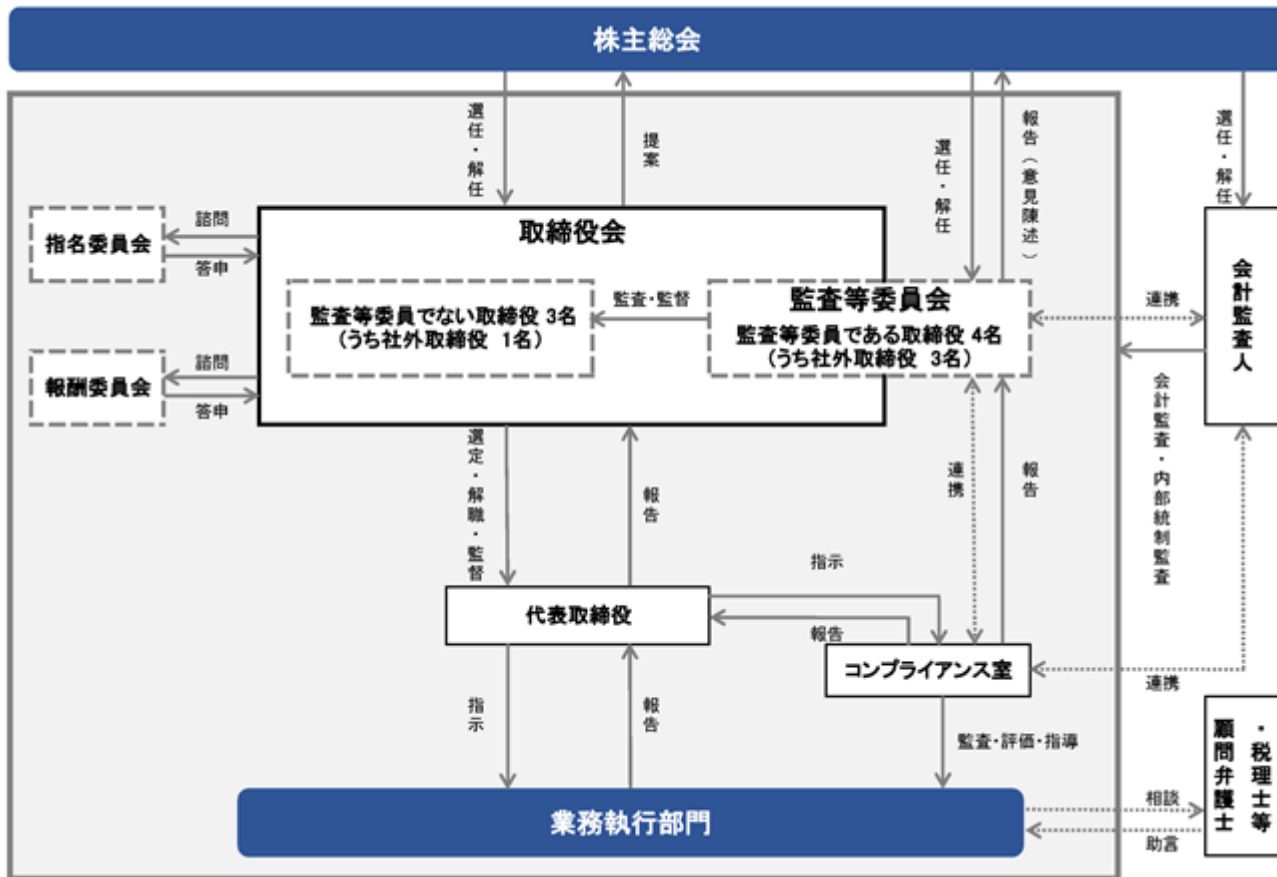 株主総会
選任・解任
提案
選任・解任
報告（意見陳述）
選任・解任
取締役会
指名委員会
諮問
答申
監査等委員でない取締役 3名
（うち社外取締役 1名）
監査・監督
監査等委員会
監査等委員である取締役 4名
（うち社外取締役 3名）
連携
会計監査人
報酬委員会
諮問
答申
会計監査・内部統制監査
選定・解職・監督
報告
連携
報告
代表取締役
指示
報告
コンプライアンス室
連携
指示
報告
監査・評価・指導
業務執行部門
相談
助言
顧問弁護士
・税理士等